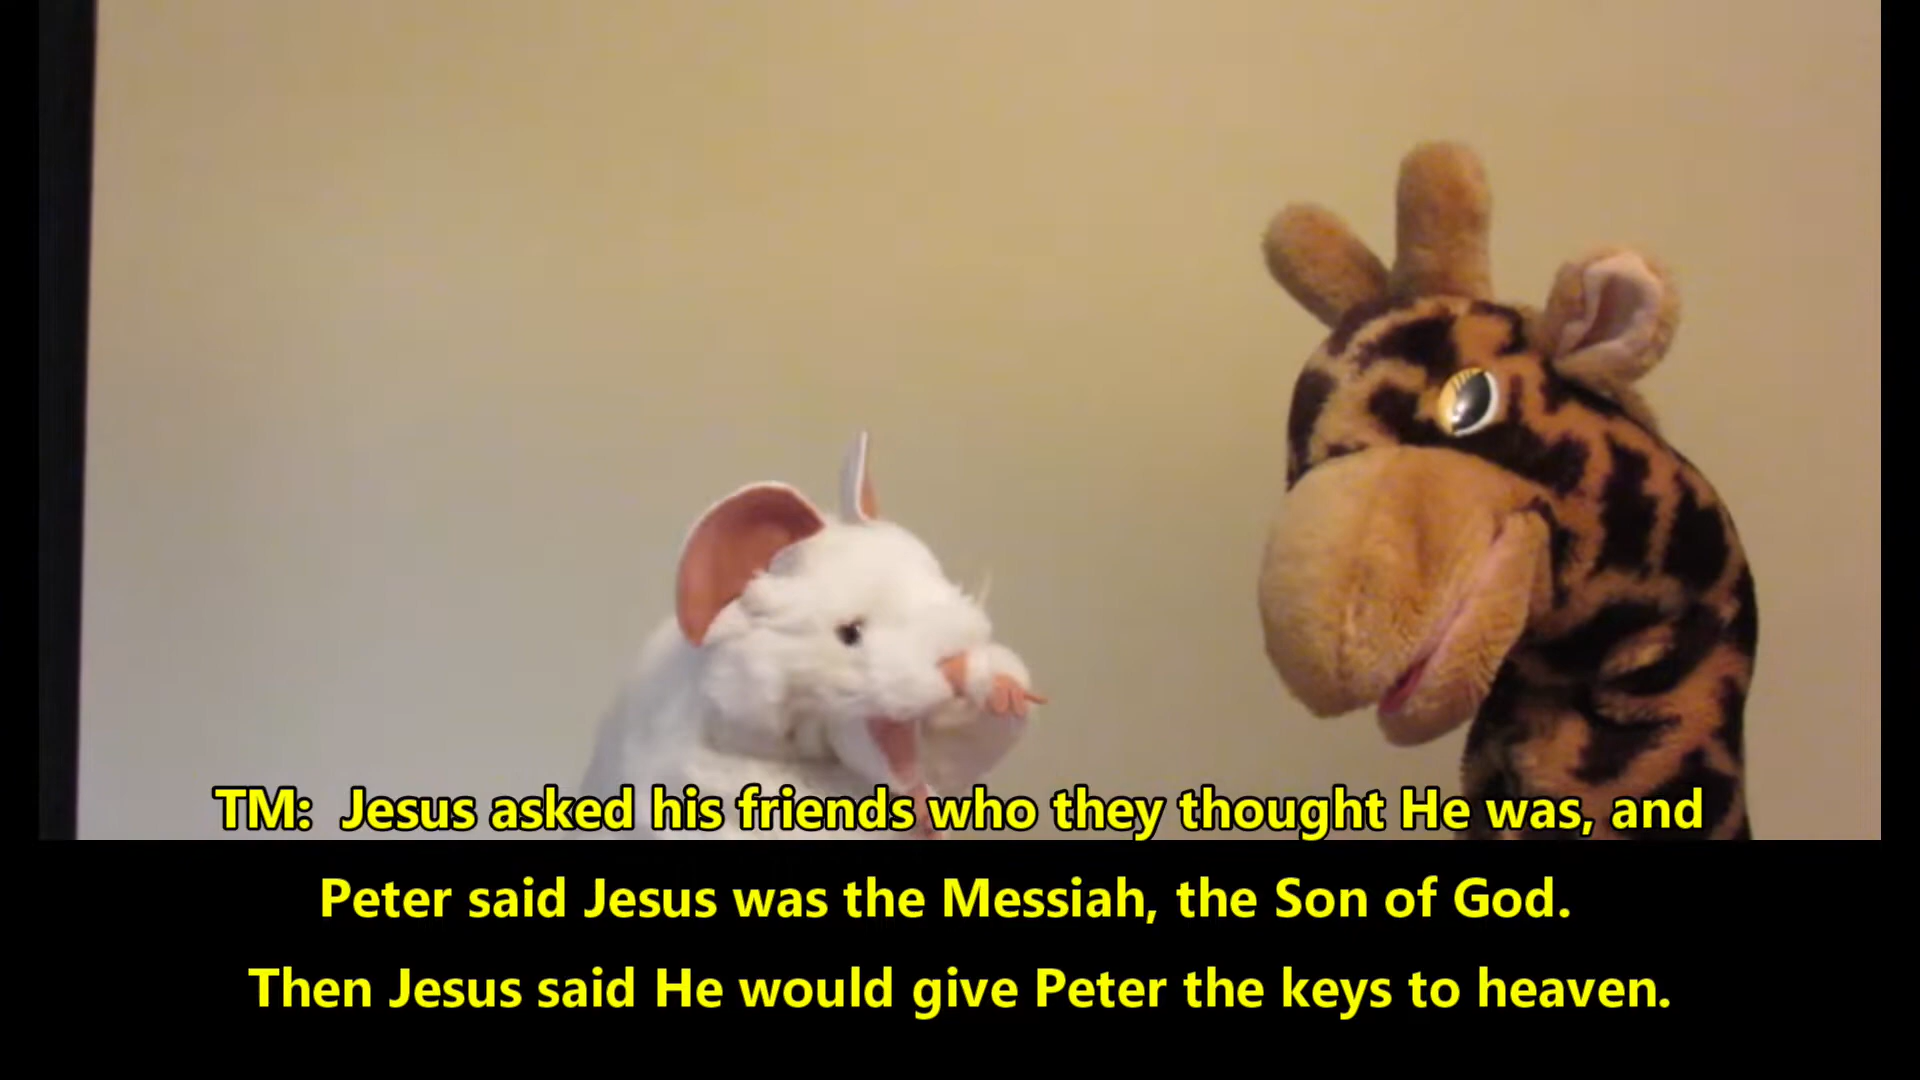 TM:  Jesus asked his friends who they thought He was, and
Peter said Jesus was the Messiah, the Son of God.
Then Jesus said He would give Peter the keys to heaven.